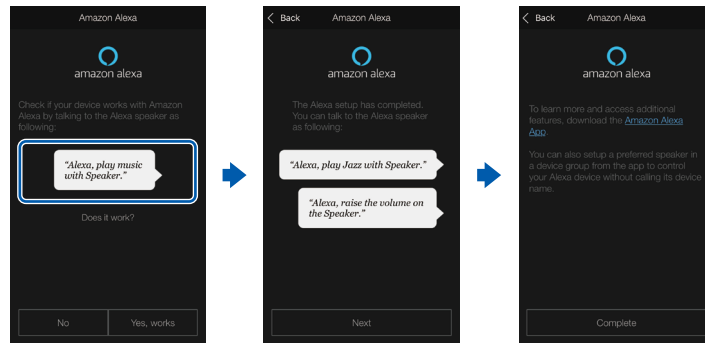 Amazon Alexa
amazon alexa
Check if your device works with Amazon
Alexa by talking to the Alexa speaker as
following:
“Alexa, play music
with Speaker.”
Does it work?
No
Yes, works
Back
Amazon Alexa
amazon alexa
The Alexa setup has completed.
You can talk to the Alexa speaker
as following:
“Alexa, play Jazz with Speaker.”
“Alexa, raise the volume on
the Speaker.”
Next
Back
Amazon Alexa
amazon alexa
To learn more and access additional
features, download the Amazon Alexa
App.
You can also setup a preferred speaker in
a device group from the app to control
your Alexa device without calling its device
name.
Complete